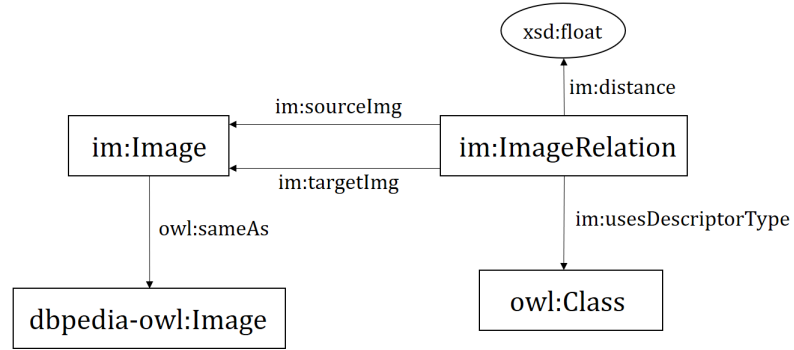 xsd:float
im:distance
im:sourceImg
im:Image
im:ImageRelation
im:targetImg
owl:sameAs
im:usesDescriptorType
dbpedia-owl:Image
owl:Class